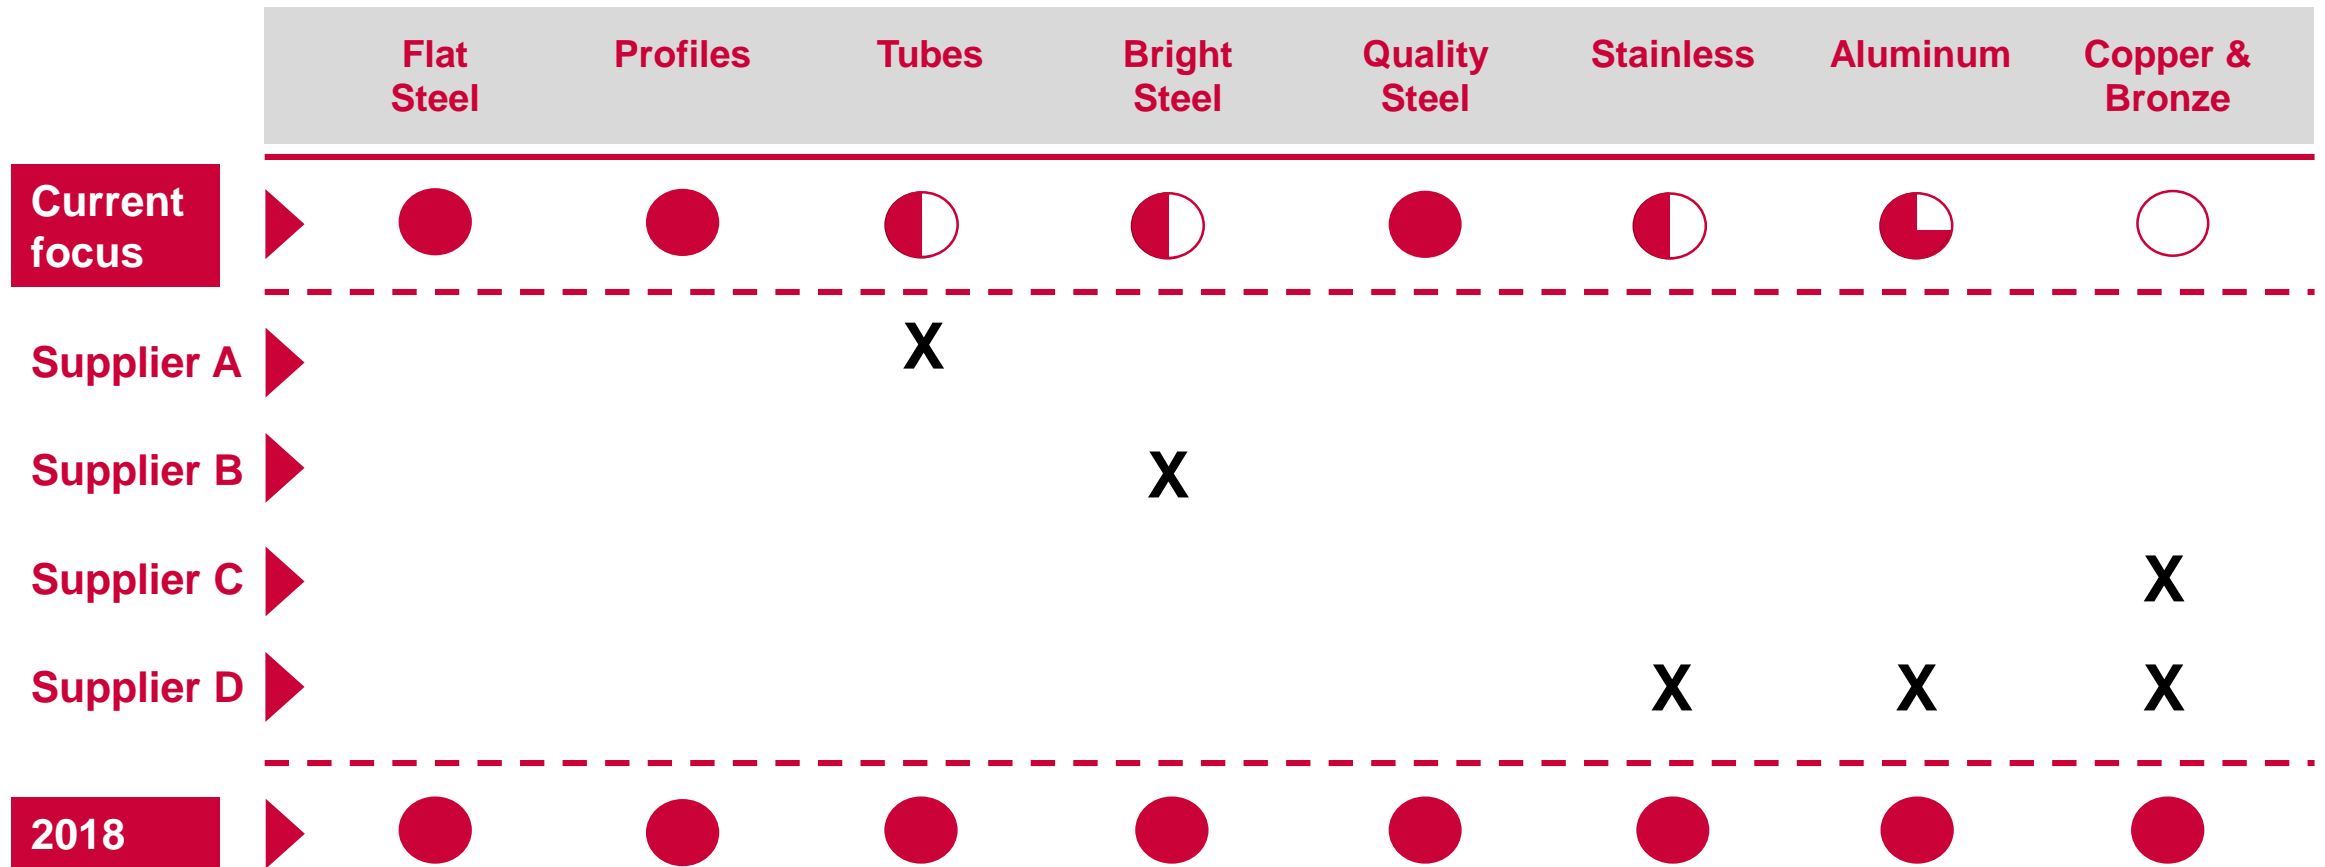 Flat
Steel
Profiles
Tubes
Bright
Steel
Quality
Steel
Stainless
Aluminum
Copper &
Bronze
Current
focus
Supplier A
X
Supplier B
X
Supplier C
X
Supplier D
X X X
2018